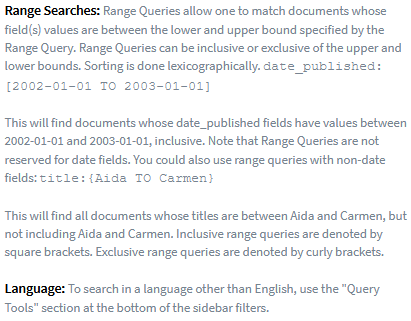 Range Searches: Range Queries allow one to match documents whose
field(s) values are between the lower and upper bound specified by the
Range Query. Range Queries can be inclusive or exclusive of the upper and
lower bounds. Sorting is done lexicographically. date_published:
[2002-01-01 TO 2003-01-01]
This will find documents whose date_published fields have values between
2002-01-01 and 2003-01-01, inclusive. Note that Range Queries are not
reserved for date fields. You could also use range queries with non-date
fields: title:{Aida TO Carmen}
This will find all documents whose titles are between Aida and Carmen, but
not including Aida and Carmen. Inclusive range queries are denoted by
square brackets. Exclusive range queries are denoted by curly brackets.
Language: To search in a language other than English, use the "Query
Tools" section at the bottom of the sidebar filters.